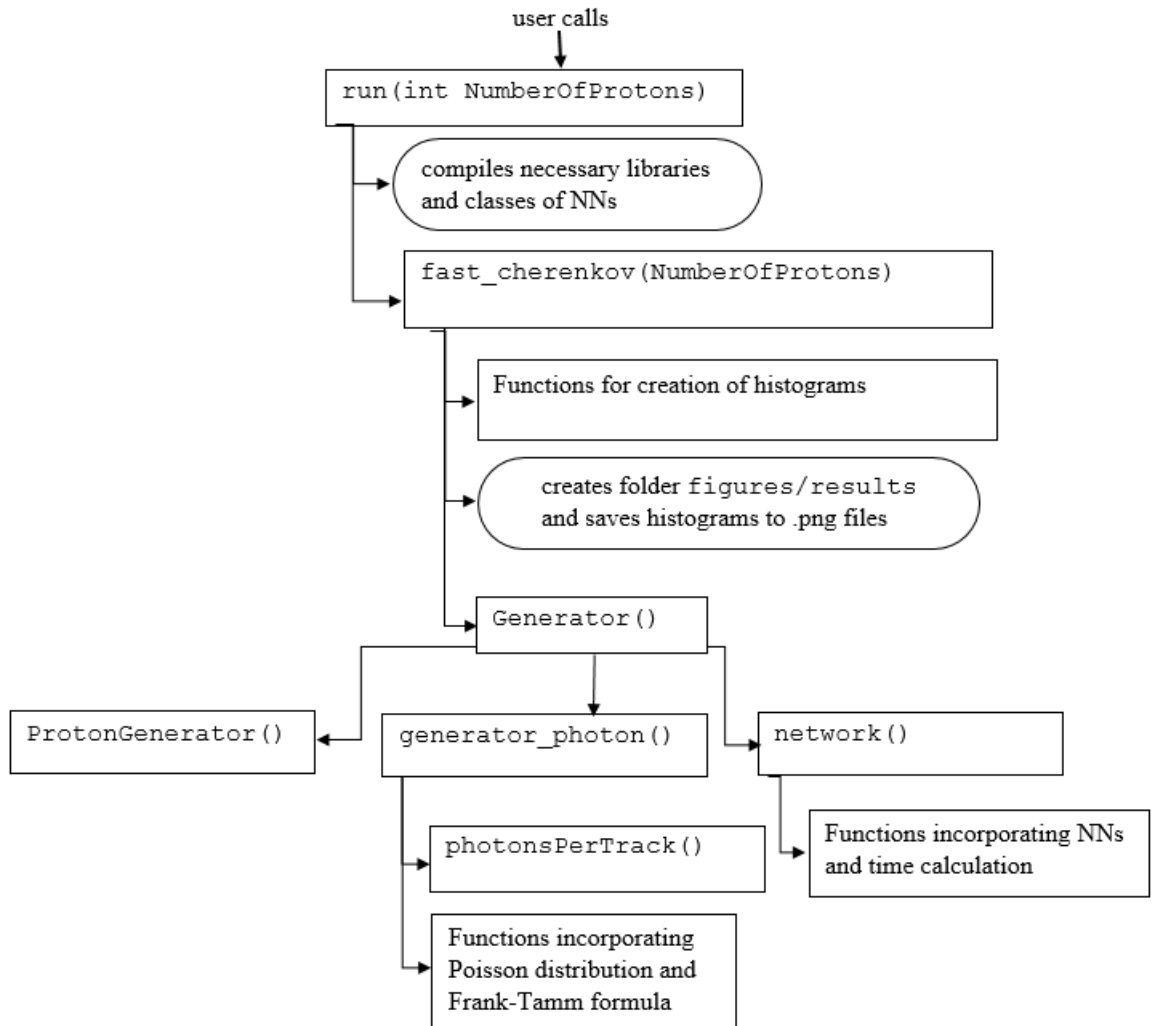 user calls
run(int NumberOfProtons)
compiles necessary libraries
and classes of NNs
fast_cherenkov(NumberOfProtons)
Functions for creation of histograms
creates folder figures/results
and saves histograms to .png files
Generator()
ProtonGenerator()
generator_photon()
network()
photonsPerTrack()
Functions incorporating NNs
and time calculation
Functions incorporating
Poisson distribution and
Frank-Tamm formula